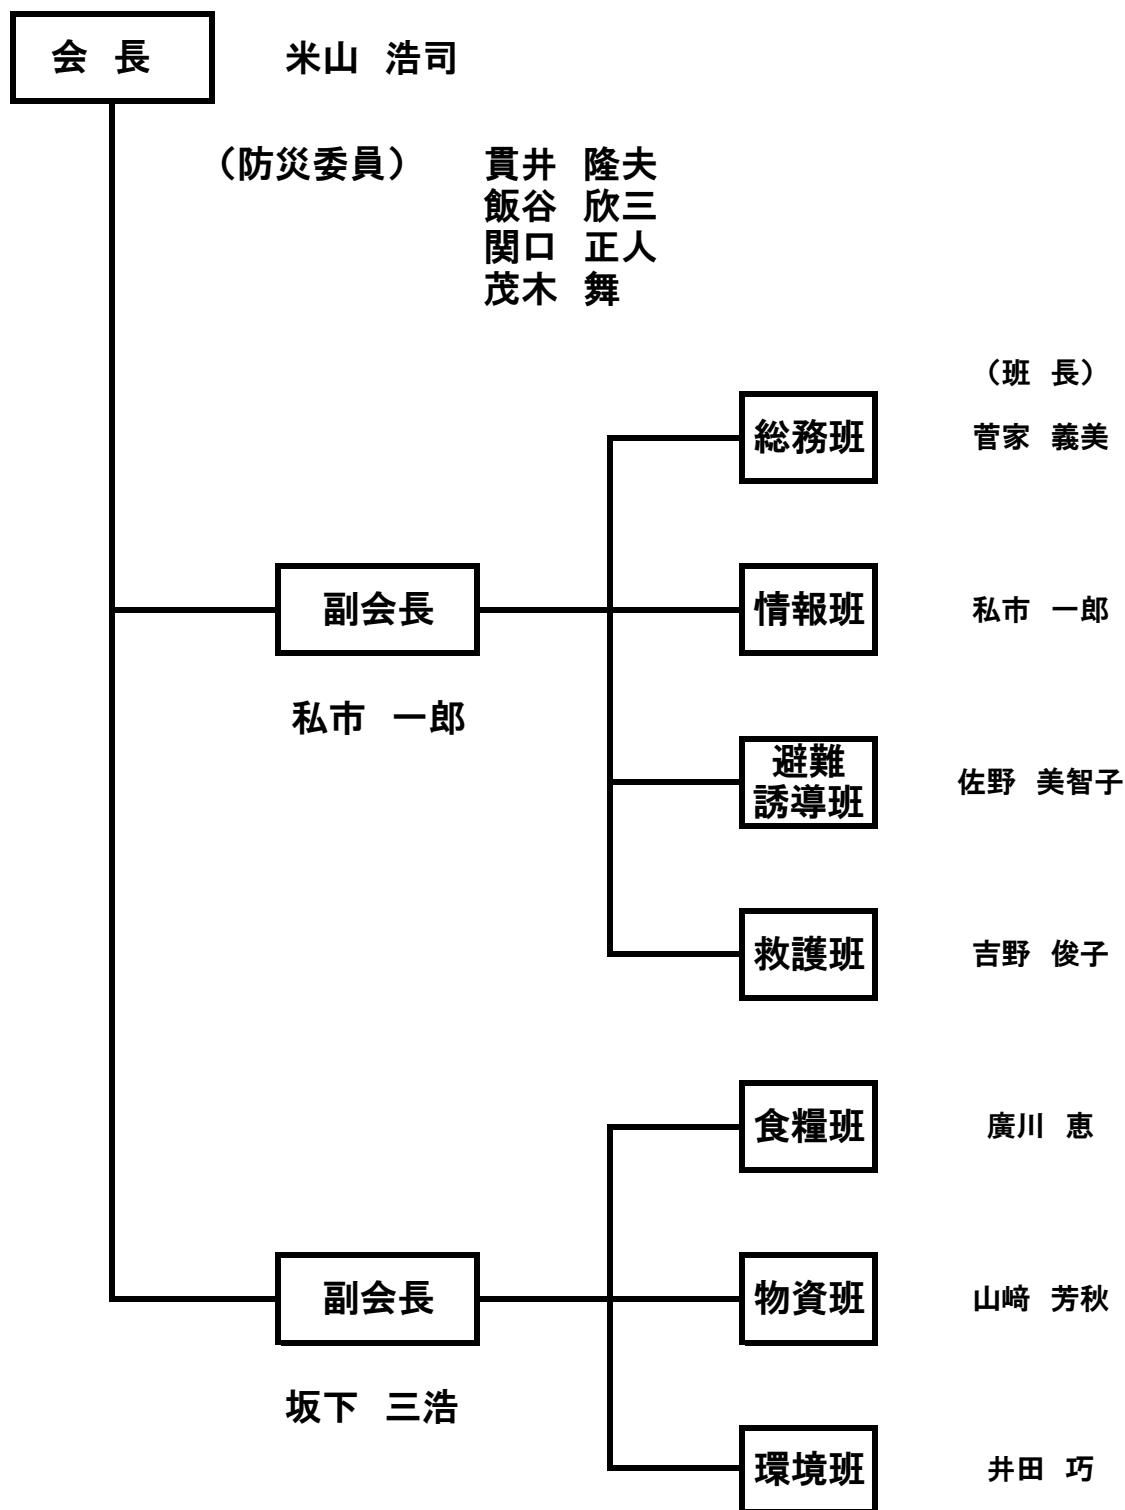 会 長 米山 浩司
（防災委員） 貫井 隆夫
飯谷 欣三
関口 正人
茂木 舞
（班 長）
総務班 菅家 義美
副会長 情報班 私市 一郎
私市 一郎
避難
誘導班 佐野 美智子
救護班 吉野 俊子
食糧班 廣川 恵
副会長 物資班 山﨑 芳秋
坂下 三浩
環境班 井田 巧